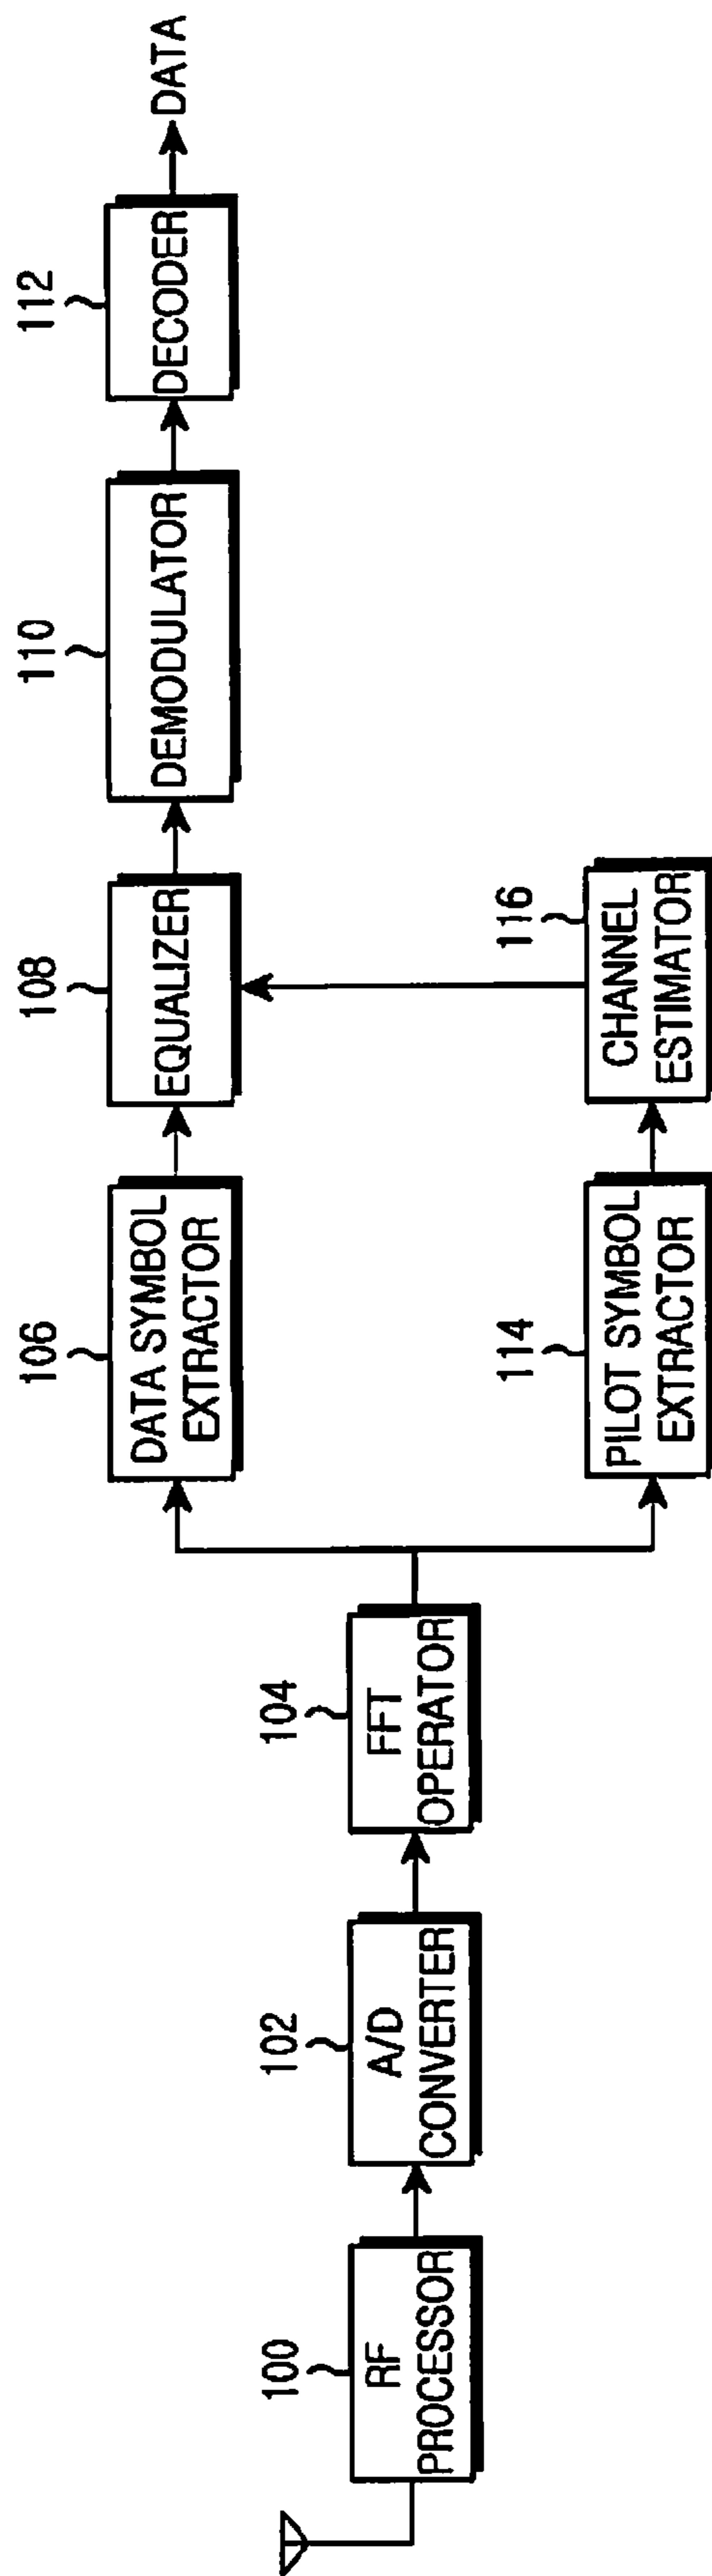 100
RF
PROCESSOR
102
A/D
CONVERTER
104
FFT
OPERATOR
106
DATA SYMBOL
EXTRACTOR
108
EQUALIZER
110
DEMODULATOR
112
DECODER
DATA
114
PILOT SYMBOL
EXTRACTOR
116
CHANNEL
ESTIMATOR